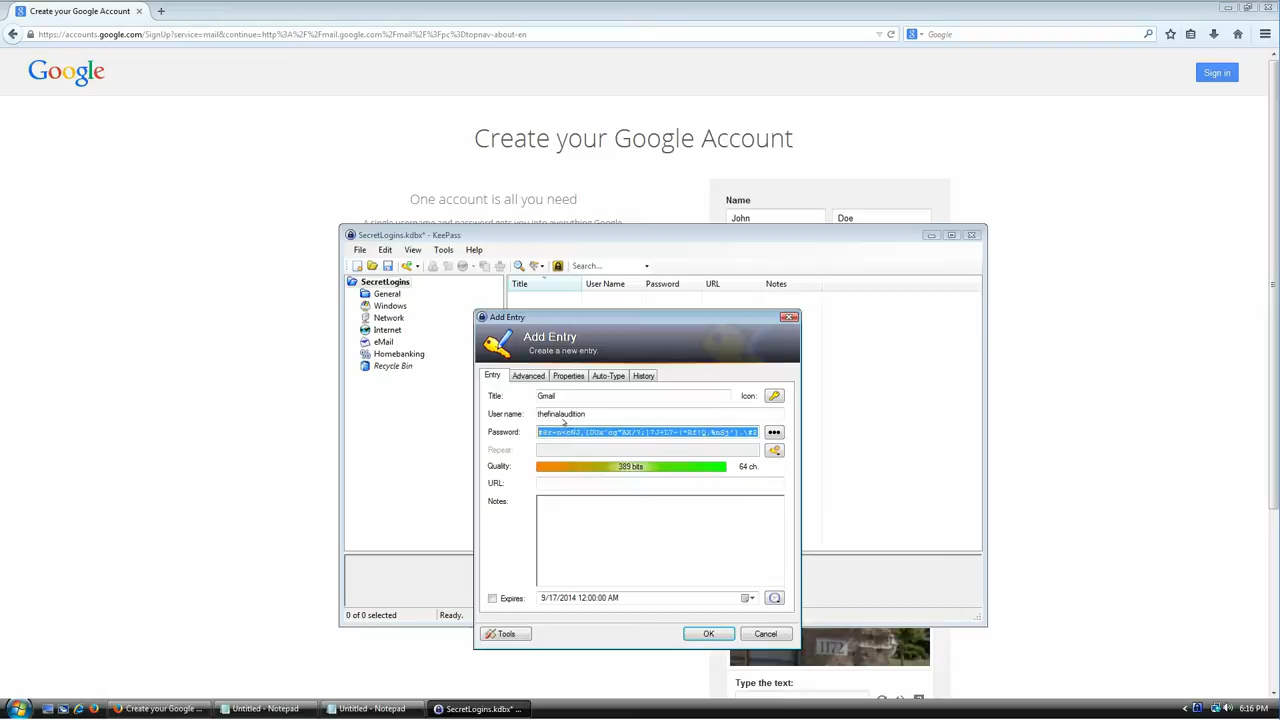 Create your Google Account
https://accounts.google.com/SignUp?service=mail&continue=http%3A%2F%2Fmail.google.com%2Fmail%2F%3Fpc%3Dtopnav-about-en
Google
Google
Sign in
Create your Google Account
One account is all you need
Name
John Doe
SecretLogins.kdbx* - KeePass
File Edit View Tools Help
Search...
SecretLogins
General
Windows
Network
Internet
eMail
Homebanking
Recycle Bin
Title User Name Password URL Notes
Add Entry
Add Entry
Create a new entry.
Entry Advanced Properties Auto-Type History
Title: Gmail Icon:
User name: thefinalaudition
Password:
Repeat:
Quality: 389 bits 64 ch.
URL:
Notes:
Expires: 9/17/2014 12:00:00 AM
Tools OK Cancel
0 of 0 selected Ready.
1172
Type the text:
Create your Google ... Untitled - Notepad Untitled - Notepad SecretLogins.kdbx* ... 6:16 PM